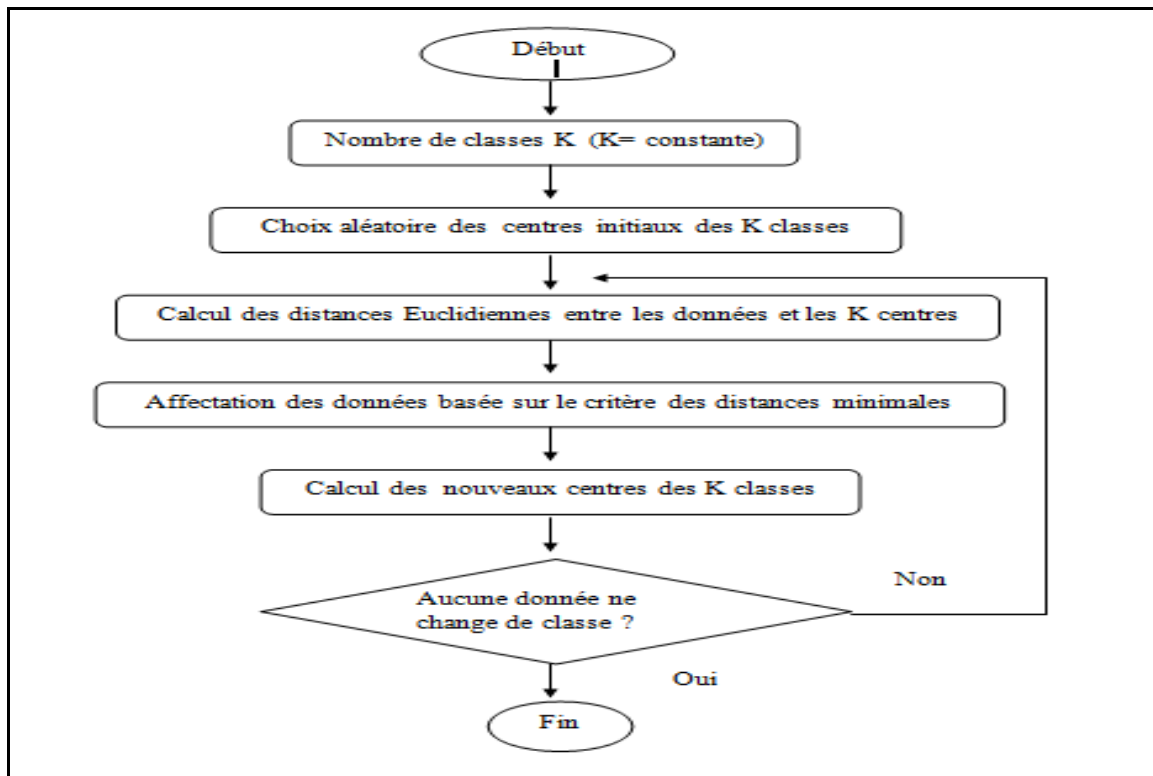 Début
Nombre de classes K (K= constante)
Choix aléatoire des centres initiaux des K classes
Calcul des distances Euclidiennes entre les données et les K centres
Affectation des données basée sur le critère des distances minimales
Calcul des nouveaux centres des K classes
Aucune donnée ne
change de classe ?
Non
Oui
Fin